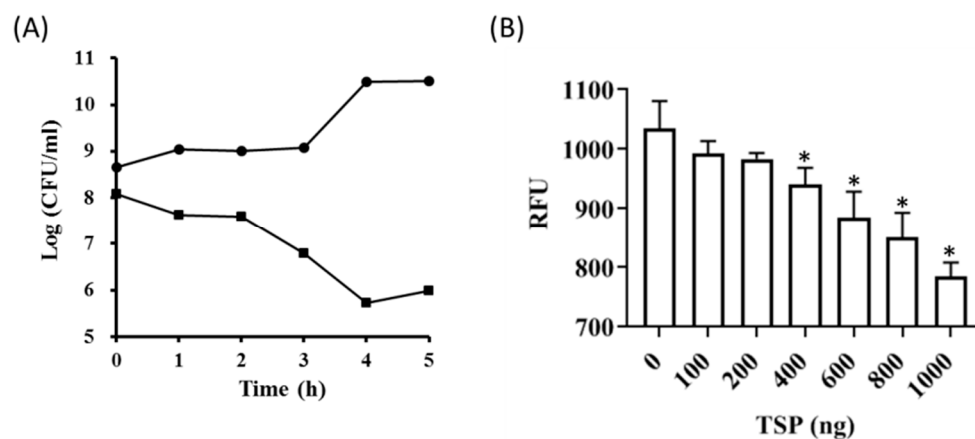 (A)
11
10
9
8
7
6
5
Log (CFU/ml)
0 1 2 3 4 5
Time (h)
(B)
1100
1000
900
800
700
RFU
* * * *
0 100 200 400 600 800 1000
TSP (ng)